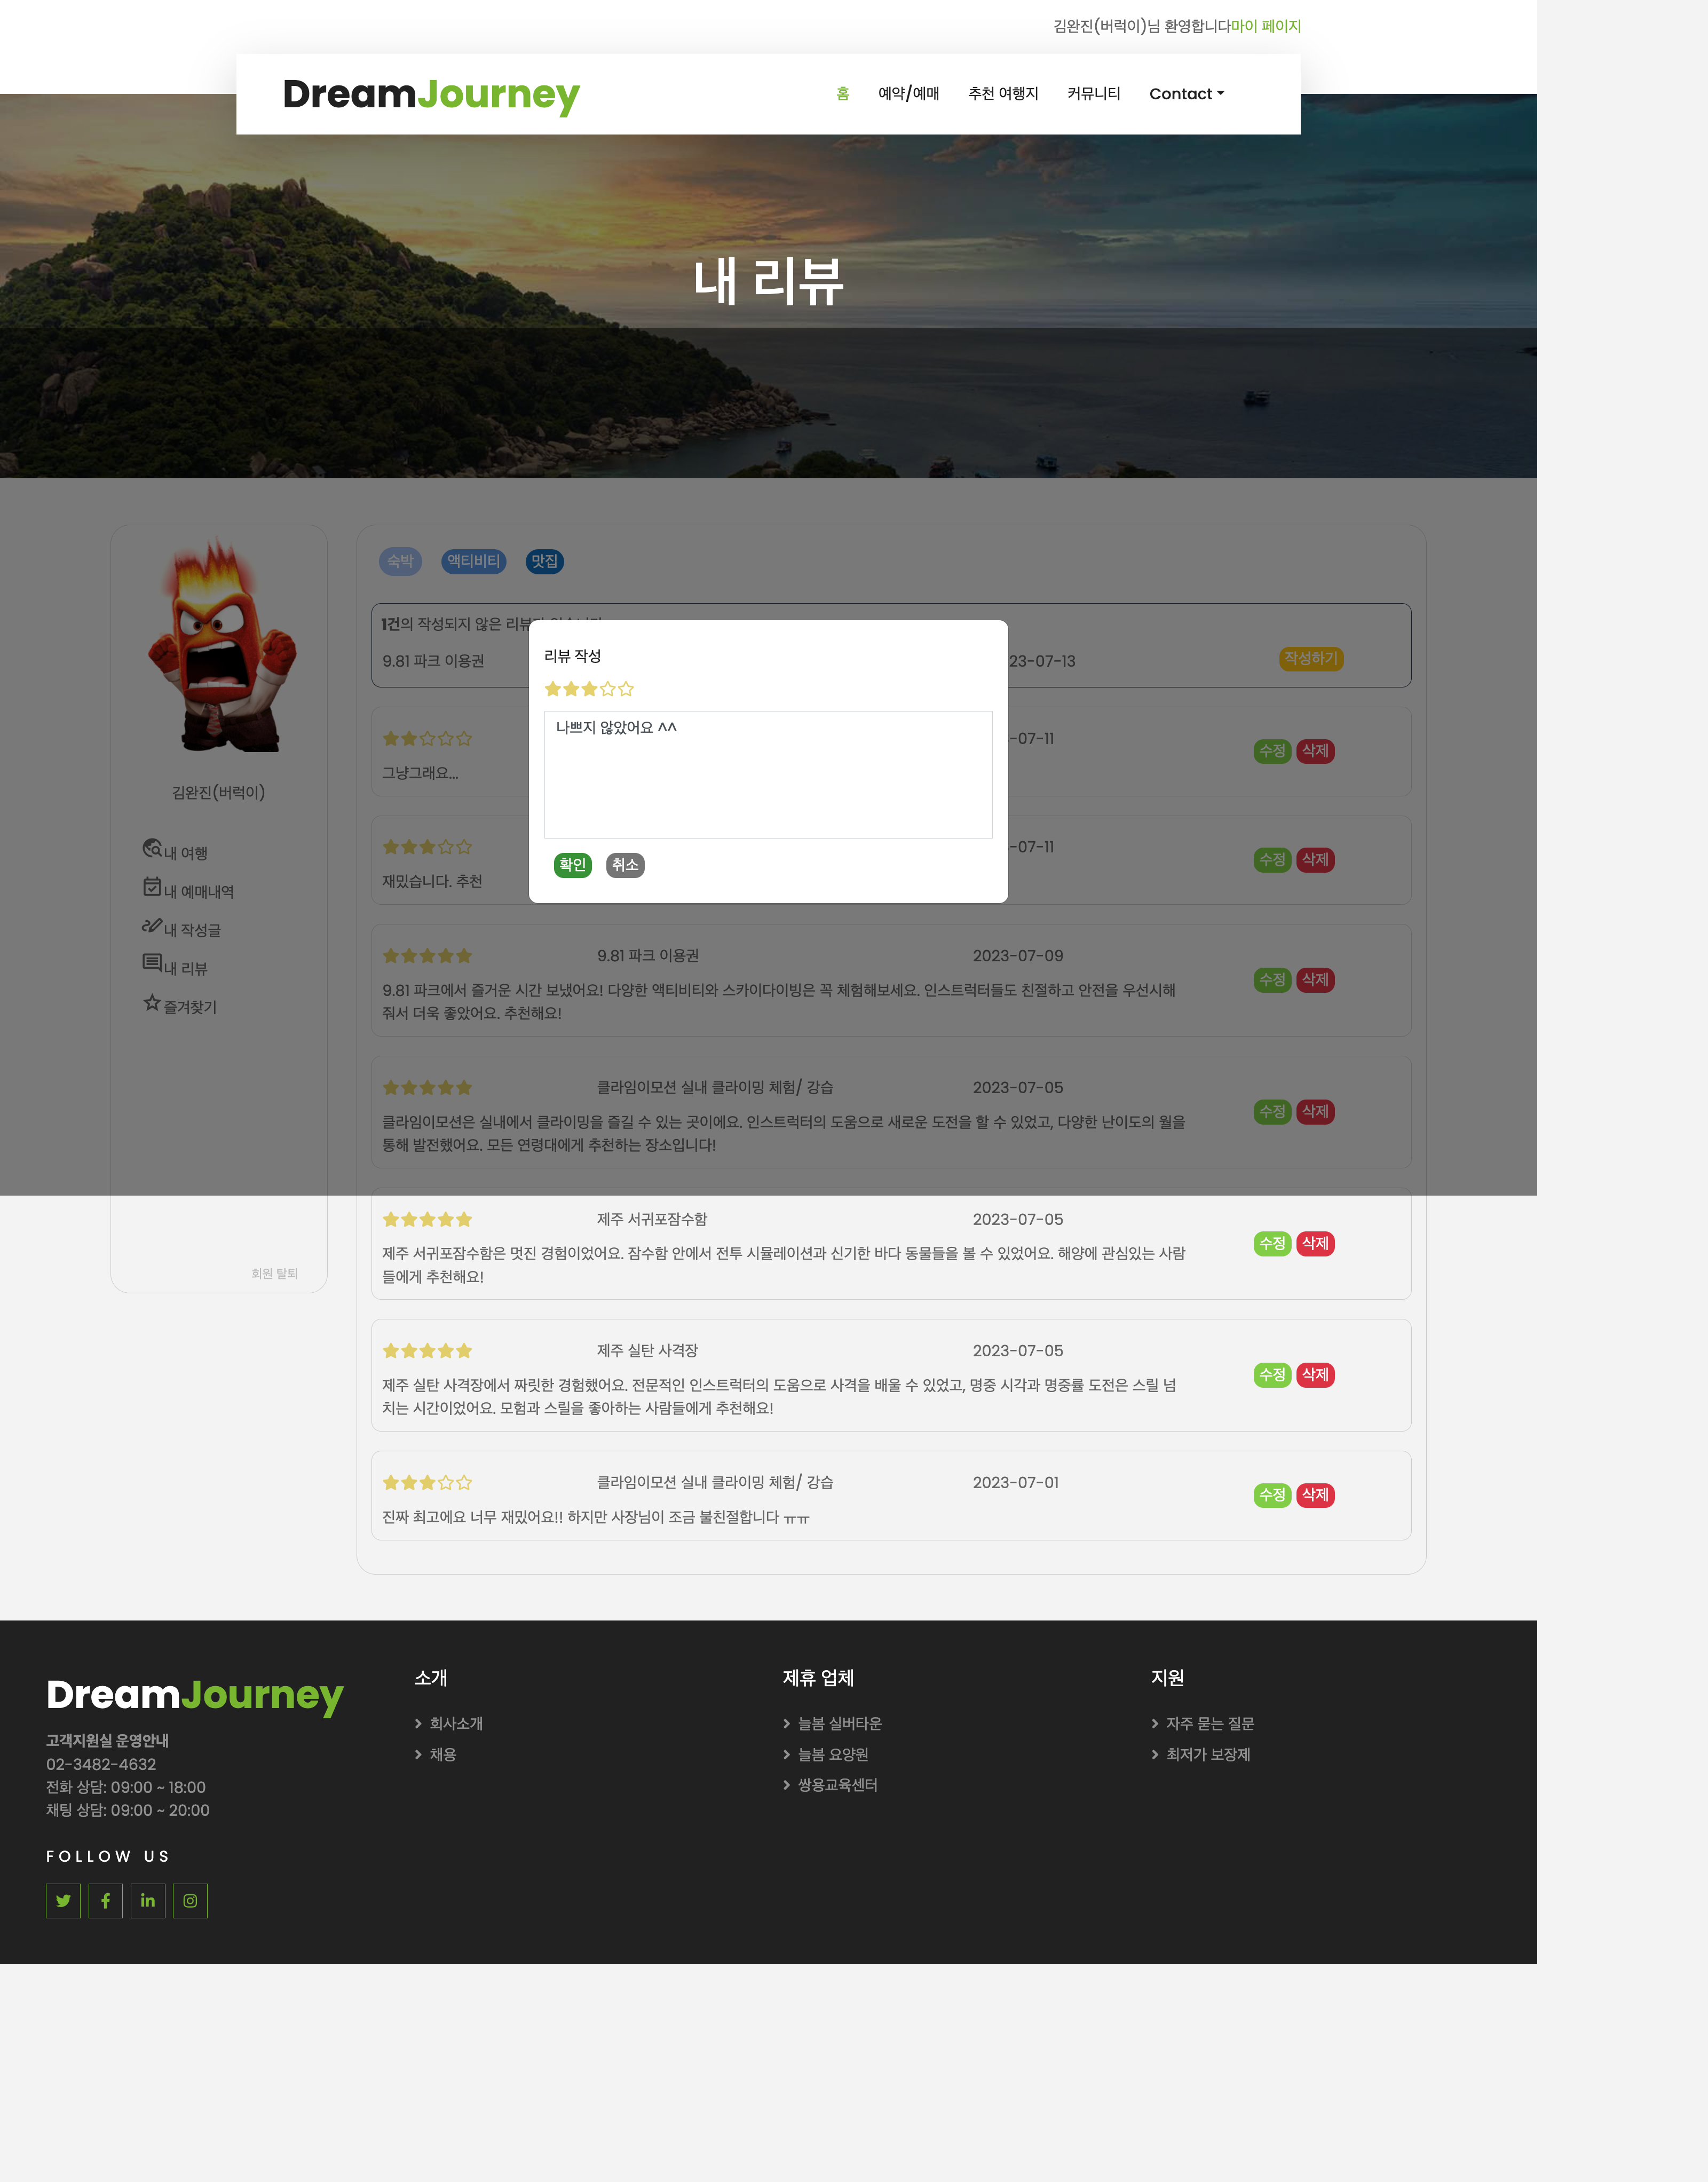 김완진(버럭이)님 환영합니다마이 페이지
DreamJourney
홈 예약/예매 추천 여행지 커뮤니티 Contact
내 리뷰
숙박 액티비티 맛집
1건의 작성되지 않은 리뷰
9.81 파크 이용권 23-07-13 작성하기
리뷰 작성
나쁘지 않았어요 ^^
확인 취소
-07-11
그냥그래요...
수정 삭제
-07-11
재밌습니다. 추천
수정 삭제
김완진(버럭이)
내 여행
내 예매내역
내 작성글
내 리뷰
즐겨찾기
회원 탈퇴
9.81 파크 이용권 2023-07-09
9.81 파크에서 즐거운 시간 보냈어요! 다양한 액티비티와 스카이다이빙은 꼭 체험해보세요. 인스트럭터들도 친절하고 안전을 우선시해
줘서 더욱 좋았어요. 추천해요!
수정 삭제
클라임이모션 실내 클라이밍 체험/ 강습 2023-07-05
클라임이모션은 실내에서 클라이밍을 즐길 수 있는 곳이에요. 인스트럭터의 도움으로 새로운 도전을 할 수 있었고, 다양한 난이도의 월을
통해 발전했어요. 모든 연령대에게 추천하는 장소입니다!
수정 삭제
제주 서귀포잠수함 2023-07-05
제주 서귀포잠수함은 멋진 경험이었어요. 잠수함 안에서 전투 시뮬레이션과 신기한 바다 동물들을 볼 수 있었어요. 해양에 관심있는 사람
들에게 추천해요!
수정 삭제
제주 실탄 사격장 2023-07-05
제주 실탄 사격장에서 짜릿한 경험했어요. 전문적인 인스트럭터의 도움으로 사격을 배울 수 있었고, 명중 시각과 명중률 도전은 스릴 넘
치는 시간이었어요. 모험과 스릴을 좋아하는 사람들에게 추천해요!
수정 삭제
클라임이모션 실내 클라이밍 체험/ 강습 2023-07-01
진짜 최고에요 너무 재밌어요!! 하지만 사장님이 조금 불친절합니다 ㅠㅠ
수정 삭제
DreamJourney
고객지원실 운영안내
02-3482-4632
전화 상담: 09:00 ~ 18:00
채팅 상담: 09:00 ~ 20:00
FOLLOW US
소개
회사소개
채용
제휴 업체
늘봄 실버타운
늘봄 요양원
쌍용교육센터
지원
자주 묻는 질문
최저가 보장제